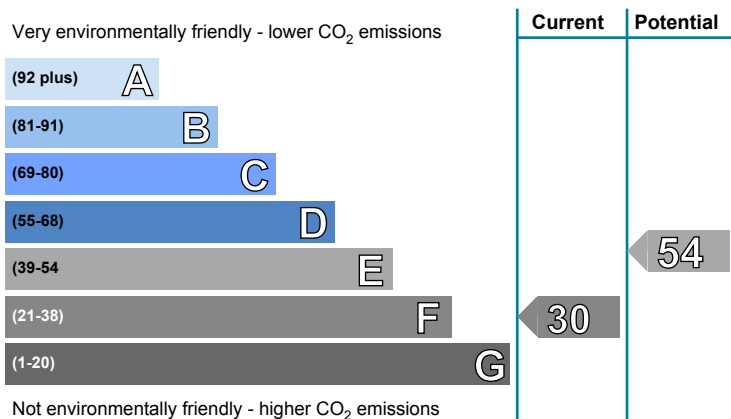 Very environmentally friendly - lower CO2 emissions
Current
Potential
(92 plus) A
(81-91) B
(69-80) C
(55-68) D
(39-54 E
54
(21-38) F
30
(1-20) G
Not environmentally friendly - higher CO2 emissions